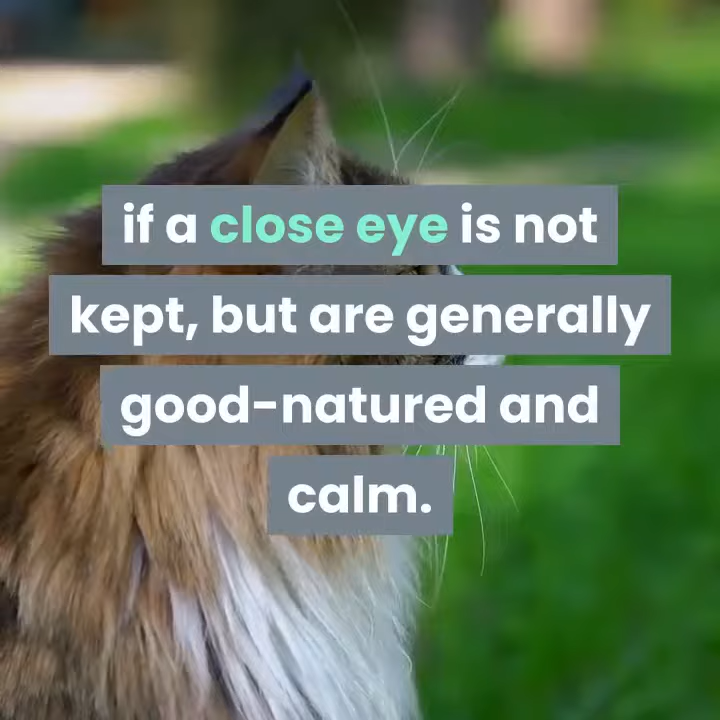 if a close eye is not
kept, but are generally
good-natured and
calm.